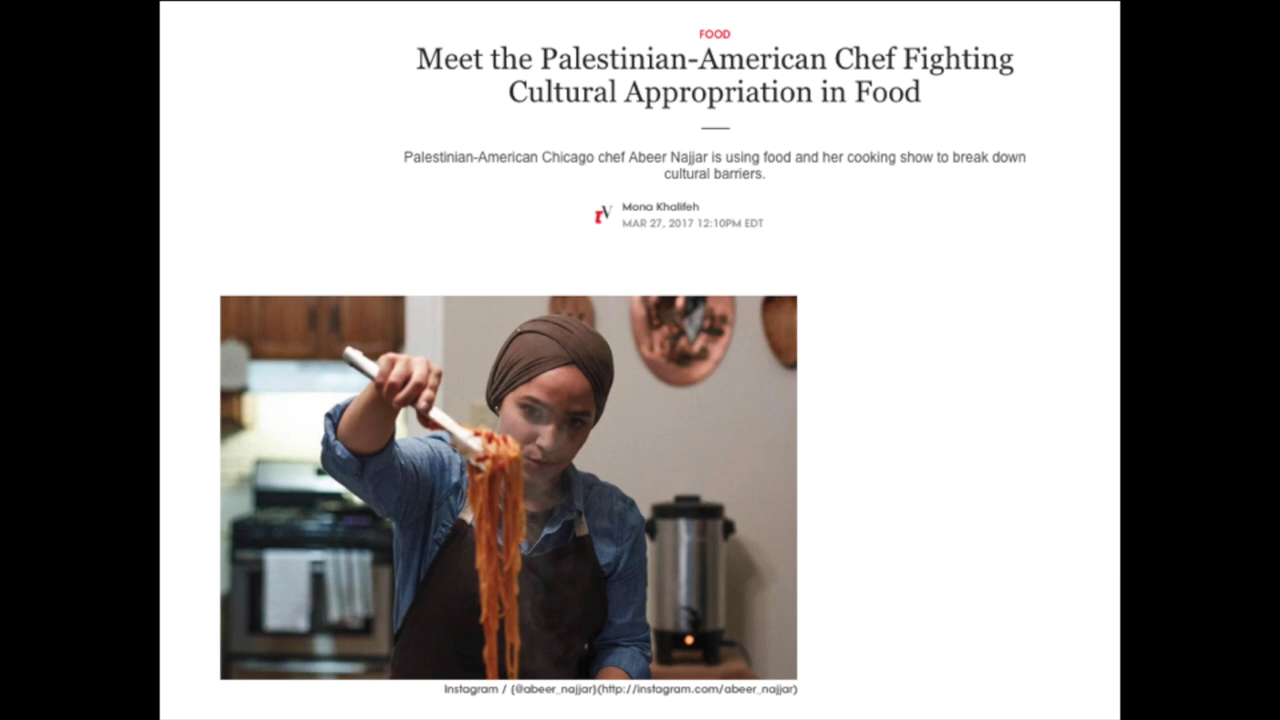 FOOD
Meet the Palestinian-American Chef Fighting
Cultural Appropriation in Food
Palestinian-American Chicago chef Abeer Najjar is using food and her cooking show to break down
cultural barriers.
rV
Mona Khalifeh
MAR 27, 2017 12:10PM EDT
Instagram / (@abeer_najjar)(http://instagram.com/abeer_najjar)